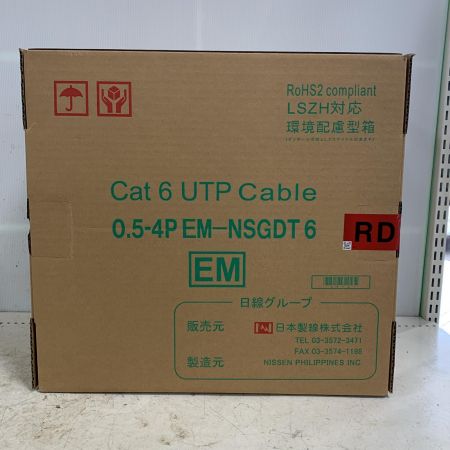 RoHS2 compliant
LSZH対応
環境配慮型箱
Cat 6 UTP Cable
0.5-4P EM-NSGDT 6
RD
EM
日線グループ
販売元 日本製線株式会社
TEL 03-3572-3471
FAX 03-3574-1188
製造元 NISSEN PHILIPPINES INC.